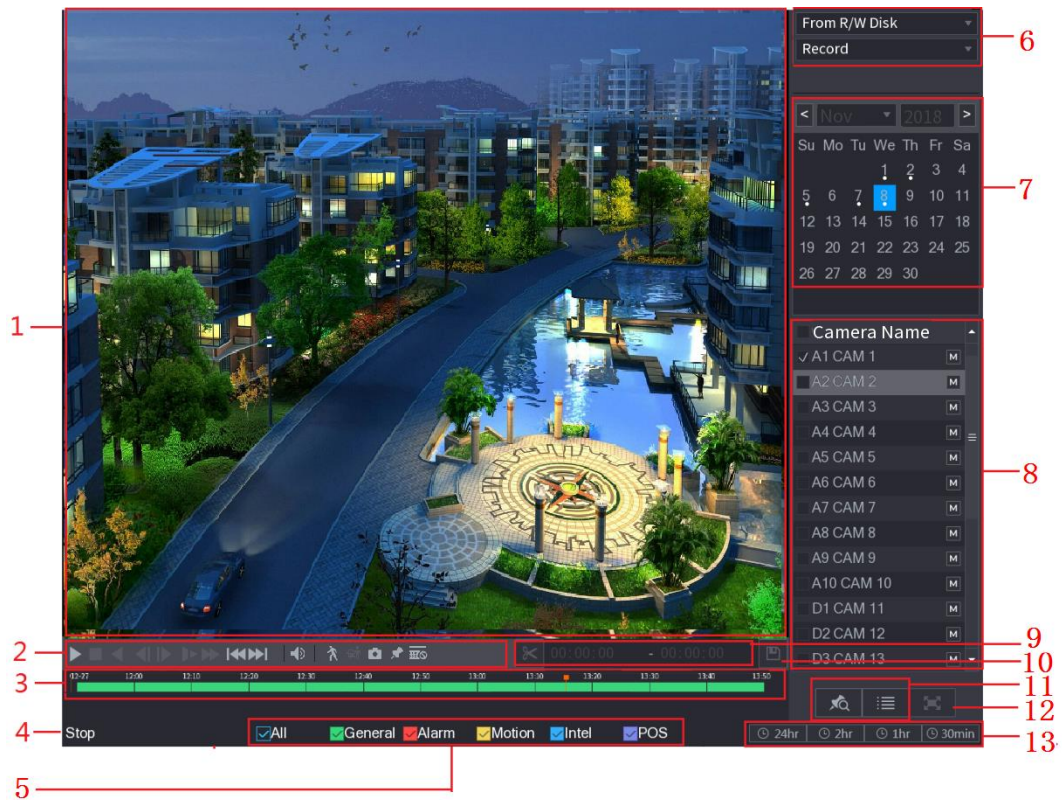 From R/W Disk
Record
6
< Nov 2018 >
Su Mo Tu We Th Fr Sa
1 2 3 4
5 6 7 8 9 10 11
12 13 14 15 16 17 18
19 20 21 22 23 24 25
26 27 28 29 30
7
1
Camera Name
A1 CAM 1 M
A2 CAM 2 M
A3 CAM 3 M
A4 CAM 4 M
A5 CAM 5 M
A6 CAM 6 M
A7 CAM 7 M
A8 CAM 8 M
A9 CAM 9 M
A10 CAM 10 M
D1 CAM 11 M
D2 CAM 12 M
D3 CAM 13 M
8
2
00:00:00 - 00:00:00
9
10
3
12-27 12:00 12:10 12:20 12:30 12:40 12:50 13:00 13:10 13:20 13:30 13:40 13:50
11
12
4
Stop
All General Alarm Motion Intel POS
24hr 2hr 1hr 30min
13
5